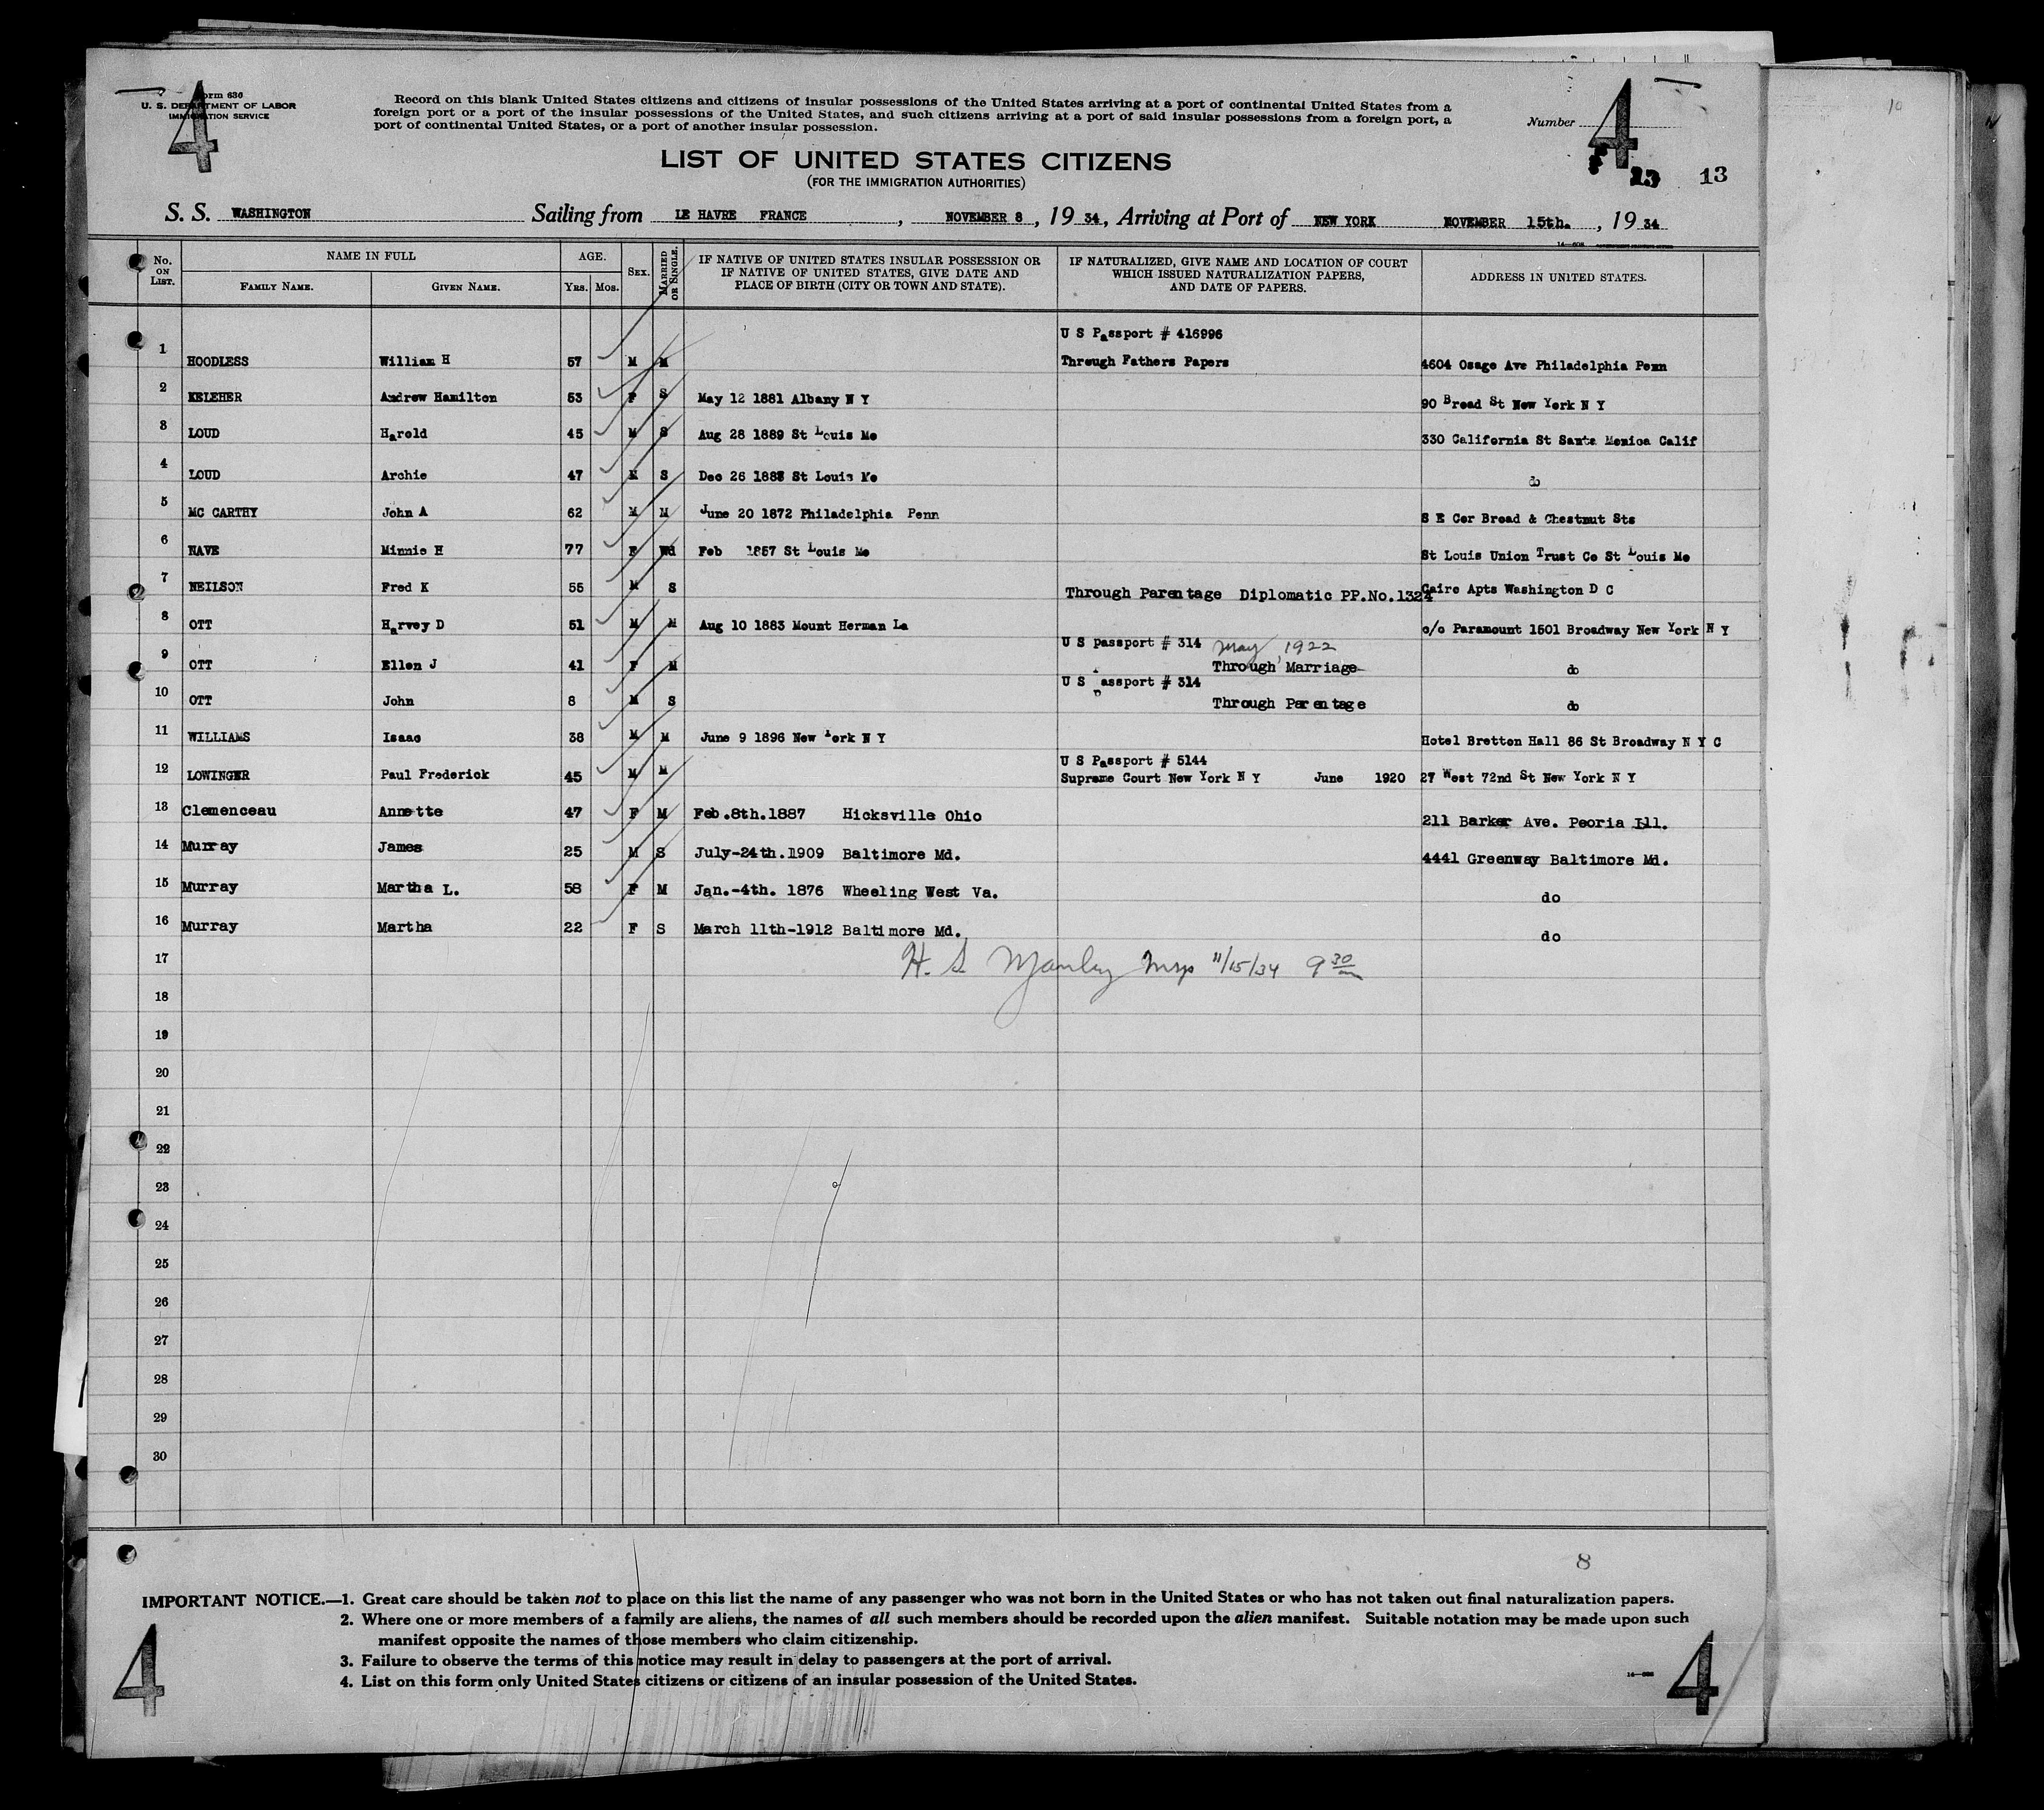 4
Form 636
U. S. DEPARTMENT OF LABOR
IMMIGRATION SERVICE
Record on this blank United States citizens and citizens of insular possessions of the United States arriving at a port of continental United States from a
foreign port or a port of the insular possessions of the United States, and such citizens arriving at a port of said insular possessions from a foreign port, a
port of continental United States, or a port of another insular possession.
Number
4
13 13
10
LIST OF UNITED STATES CITIZENS
(FOR THE IMMIGRATION AUTHORITIES)
S. S. WASHINGTON Sailing from LE HAVRE FRANCE , NOVEMBER 8 , 19 34, Arriving at Port of NEW YORK NOVEMBER 15th. , 19 34
No. ON LIST. NAME IN FULL FAMILY NAME. GIVEN NAME. AGE. YRS. MOS. SEX. MARRIED OR SINGLE. IF NATIVE OF UNITED STATES INSULAR POSSESSION OR IF NATIVE OF UNITED STATES, GIVE DATE AND PLACE OF BIRTH (CITY OR TOWN AND STATE). IF NATURALIZED, GIVE NAME AND LOCATION OF COURT WHICH ISSUED NATURALIZATION PAPERS, AND DATE OF PAPERS. ADDRESS IN UNITED STATES.
U S Passport # 416996
1 HOODLESS William H 57 M M Through Fathers Papers 4604 Osage Ave Philadelphia Penn
2 KELEHER Andrew Hamilton 53 F S May 12 1881 Albany N Y 90 Broad St New York N Y
3 LOUD Harold 45 M S Aug 28 1889 St Louis Mo 330 California St Santa Monica Calif
4 LOUD Archie 47 M S Dec 26 St Louis Mo do
5 MC CARTHY John A 62 M M June 20 1872 Philadelphia Penn S E Cor Broad & Chestnut Sts
6 NAVE Minnie H 77 F Wd Feb 1857 St Louis Mo St Louis Union Trust Co St Louis Mo
7 NEILSON Fred K 55 M S Through Parentage Diplomatic PP.No.1324 Cairo Apts Washington D C
8 OTT Harvey D 51 M M Aug 10 1883 Mount Herman La c/o Paramount 1501 Broadway New York N Y
U S passport # 314 May 1922
9 OTT Ellen J 41 F M Through Marriage do
U S Passport # 314
10 OTT John 8 M S Through Parentage do
11 WILLIAMS Isaac 38 M M June 9 1896 New York N Y Hotel Bretton Hall 86 St Broadway N Y C
U S Passport # 5144
12 LOWINGER Paul Frederick 45 M M Supreme Court New York N Y June 1920 27 West 72nd St New York N Y
13 Clemenceau Annette 47 F M Feb.8th.1887 Hicksville Ohio 211 Barker Ave. Peoria Ill.
14 Murray James 25 M S July-24th.1909 Baltimore Md. 4441 Greenway Baltimore Md.
15 Murray Martha L. 58 F M Jan.-4th. 1876 Wheeling West Va. do
16 Murray Martha 22 F S March 11th-1912 Baltimore Md. do
17 H. S. Manley 11/15/34 9 30
18
19
20
21
22
23
24
25
26
27
28
29
30
8
IMPORTANT NOTICE.—1. Great care should be taken not to place on this list the name of any passenger who was not born in the United States or who has not taken out final naturalization papers.
2. Where one or more members of a family are aliens, the names of all such members should be recorded upon the alien manifest. Suitable notation may be made upon such
manifest opposite the names of those members who claim citizenship.
3. Failure to observe the terms of this notice may result in delay to passengers at the port of arrival.
4. List on this form only United States citizens or citizens of an insular possession of the United States.
4
4